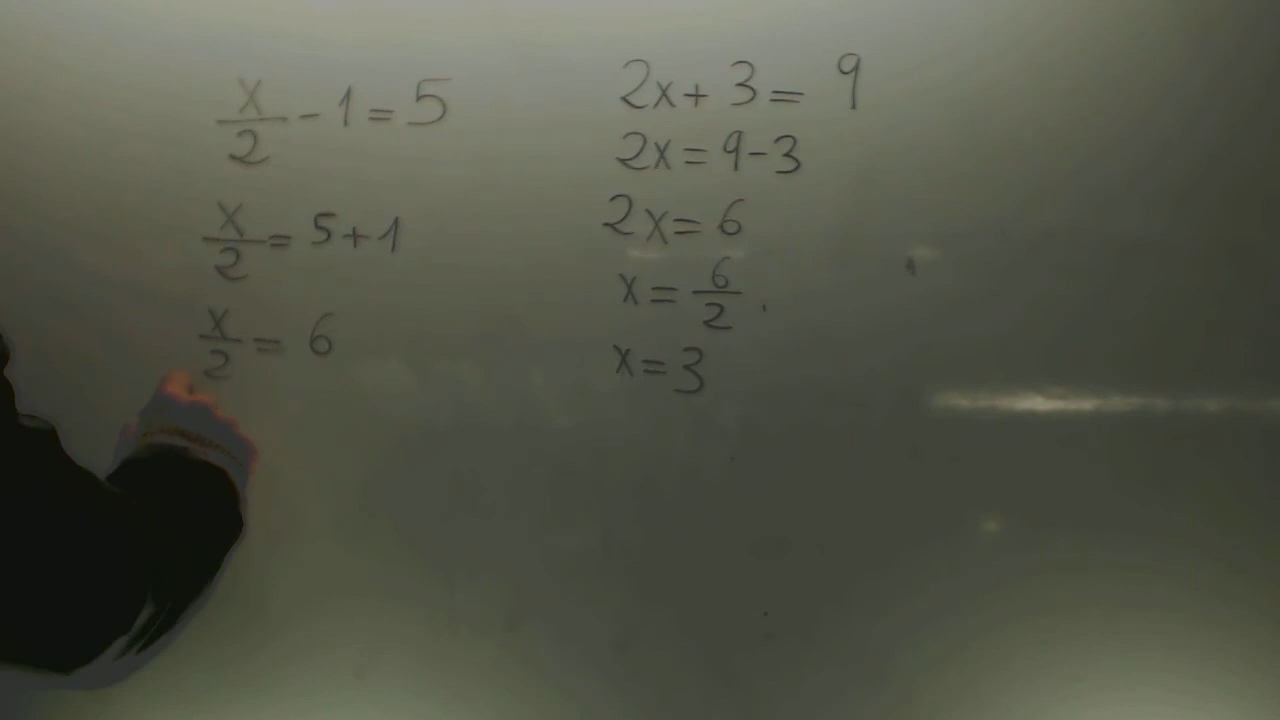 x/2 - 1 = 5
x/2 = 5 + 1
x/2 = 6
2x + 3 = 9
2x = 9 - 3
2x = 6
x = 6/2
x = 3